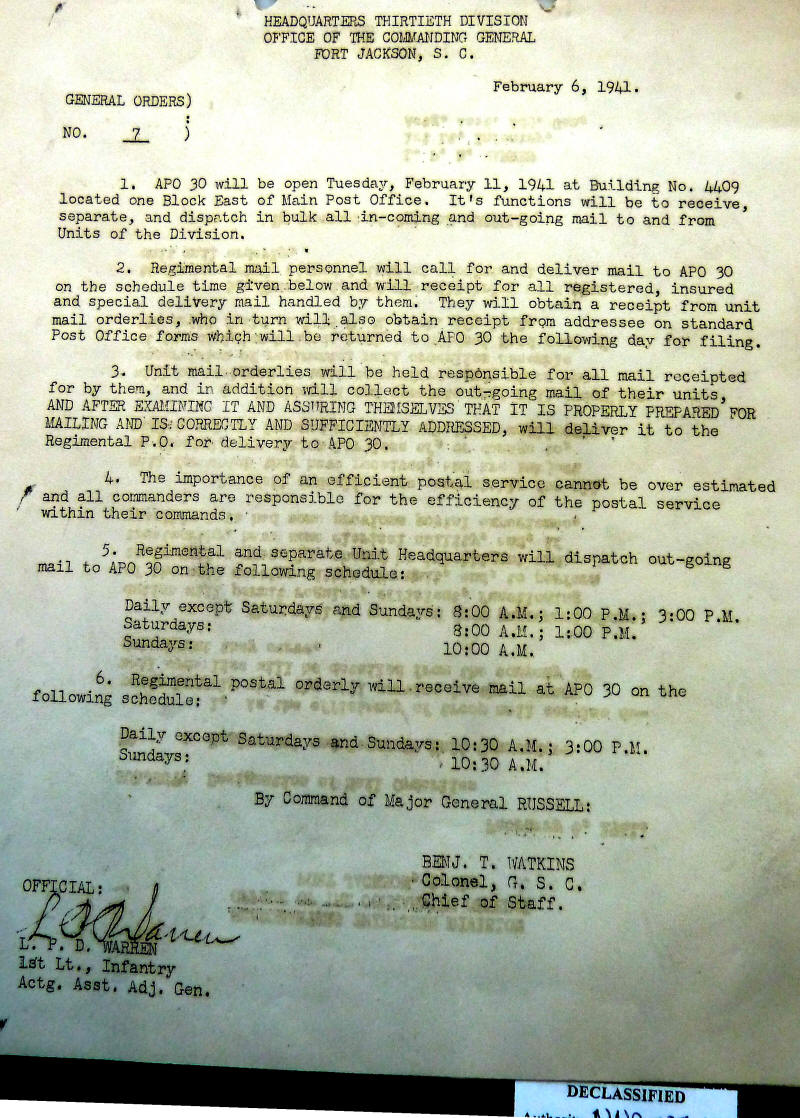 HEADQUARTERS THIRTIETH DIVISION
OFFICE OF THE COMMANDING GENERAL
FORT JACKSON, S. C.
February 6, 1941.
GENERAL ORDERS)
:
NO. 7 )
1. APO 30 will be open Tuesday, February 11, 1941 at Building No. 4409
located one Block East of Main Post Office. It's functions will be to receive,
separate, and dispatch in bulk all in-coming and out-going mail to and from
Units of the Division.
2. Regimental mail personnel will call for and deliver mail to APO 30
on the schedule time given below and will receipt for all registered, insured
and special delivery mail handled by them. They will obtain a receipt from unit
mail orderlies, who in turn will also obtain receipt from addressee on standard
Post Office forms which will be returned to APO 30 the following day for filing.
3. Unit mail orderlies will be held responsible for all mail receipted
for by them, and in addition will collect the out-going mail of their units,
AND AFTER EXAMINING IT AND ASSURING THEMSELVES THAT IT IS PROPERLY PREPARED FOR
MAILING AND IS CORRECTLY AND SUFFICIENTLY ADDRESSED, will deliver it to the
Regimental P.O. for delivery to APO 30.
4. The importance of an efficient postal service cannot be over estimated
and all commanders are responsible for the efficiency of the postal service
within their commands.
5. Regimental and separate Unit Headquarters will dispatch out-going
mail to APO 30 on the following schedule:
Daily except Saturdays and Sundays: 8:00 A.M.; 1:00 P.M.; 3:00 P.M.
Saturdays: 8:00 A.M.; 1:00 P.M.
Sundays: 10:00 A.M.
6. Regimental postal orderly will receive mail at APO 30 on the
following schedule:
Daily except Saturdays and Sundays: 10:30 A.M.; 3:00 P.M.
Sundays: 10:30 A.M.
By Command of Major General RUSSELL:
BENJ. T. WATKINS
Colonel, G. S. C.
Chief of Staff.
OFFICIAL:
L P D Warren
L. P. D. WARREN
1st Lt., Infantry
Actg. Asst. Adj. Gen.
DECLASSIFIED